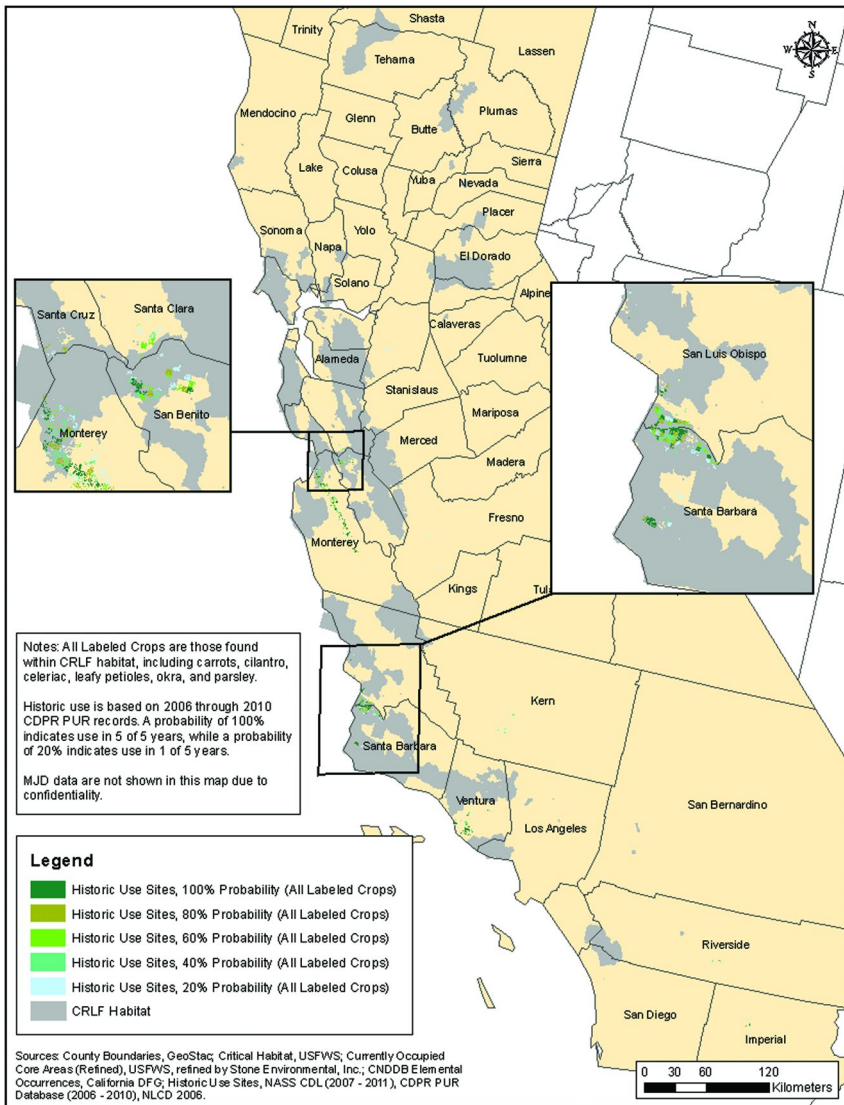 Shasta
Trinity
Tehama
Lassen
N
W
E
S
Mendocino
Plumas
Glenn
Butte
Sierra
Lake
Colusa
Yuba
Nevada
Placer
Sonoma
Yolo
Napa
El Dorado
Solano
Alpine
Calaveras
Tuolumne
Alameda
Stanislaus
Mariposa
Merced
Madera
Fresno
Monterey
Kings
Kern
Santa Barbara
Ventura
Los Angeles
San Bernardino
Riverside
San Diego
Imperial
Santa Cruz
Santa Clara
San Benito
Monterey
San Luis Obispo
Santa Barbara
Notes: All Labeled Crops are those found
within CRLF habitat, including carrots, cilantro,
celeriac, leafy petioles, okra, and parsley.
Historic use is based on 2006 through 2010
CDPR PUR records. A probability of 100%
indicates use in 5 of 5 years, while a probability
of 20% indicates use in 1 of 5 years.
MJD data are not shown in this map due to
confidentiality.
Legend
Historic Use Sites, 100% Probability (All Labeled Crops)
Historic Use Sites, 80% Probability (All Labeled Crops)
Historic Use Sites, 60% Probability (All Labeled Crops)
Historic Use Sites, 40% Probability (All Labeled Crops)
Historic Use Sites, 20% Probability (All Labeled Crops)
CRLF Habitat
Sources: County Boundaries, GeoStac; Critical Habitat, USFWS; Currently Occupied
Core Areas (Refined), USFWS, refined by Stone Environmental, Inc.; CNDDB Elemental
Occurrences, California DFG; Historic Use Sites, NASS CDL (2007 - 2011), CDPR PUR
Database (2006 - 2010), NLCD 2006.
0 30 60 120
Kilometers